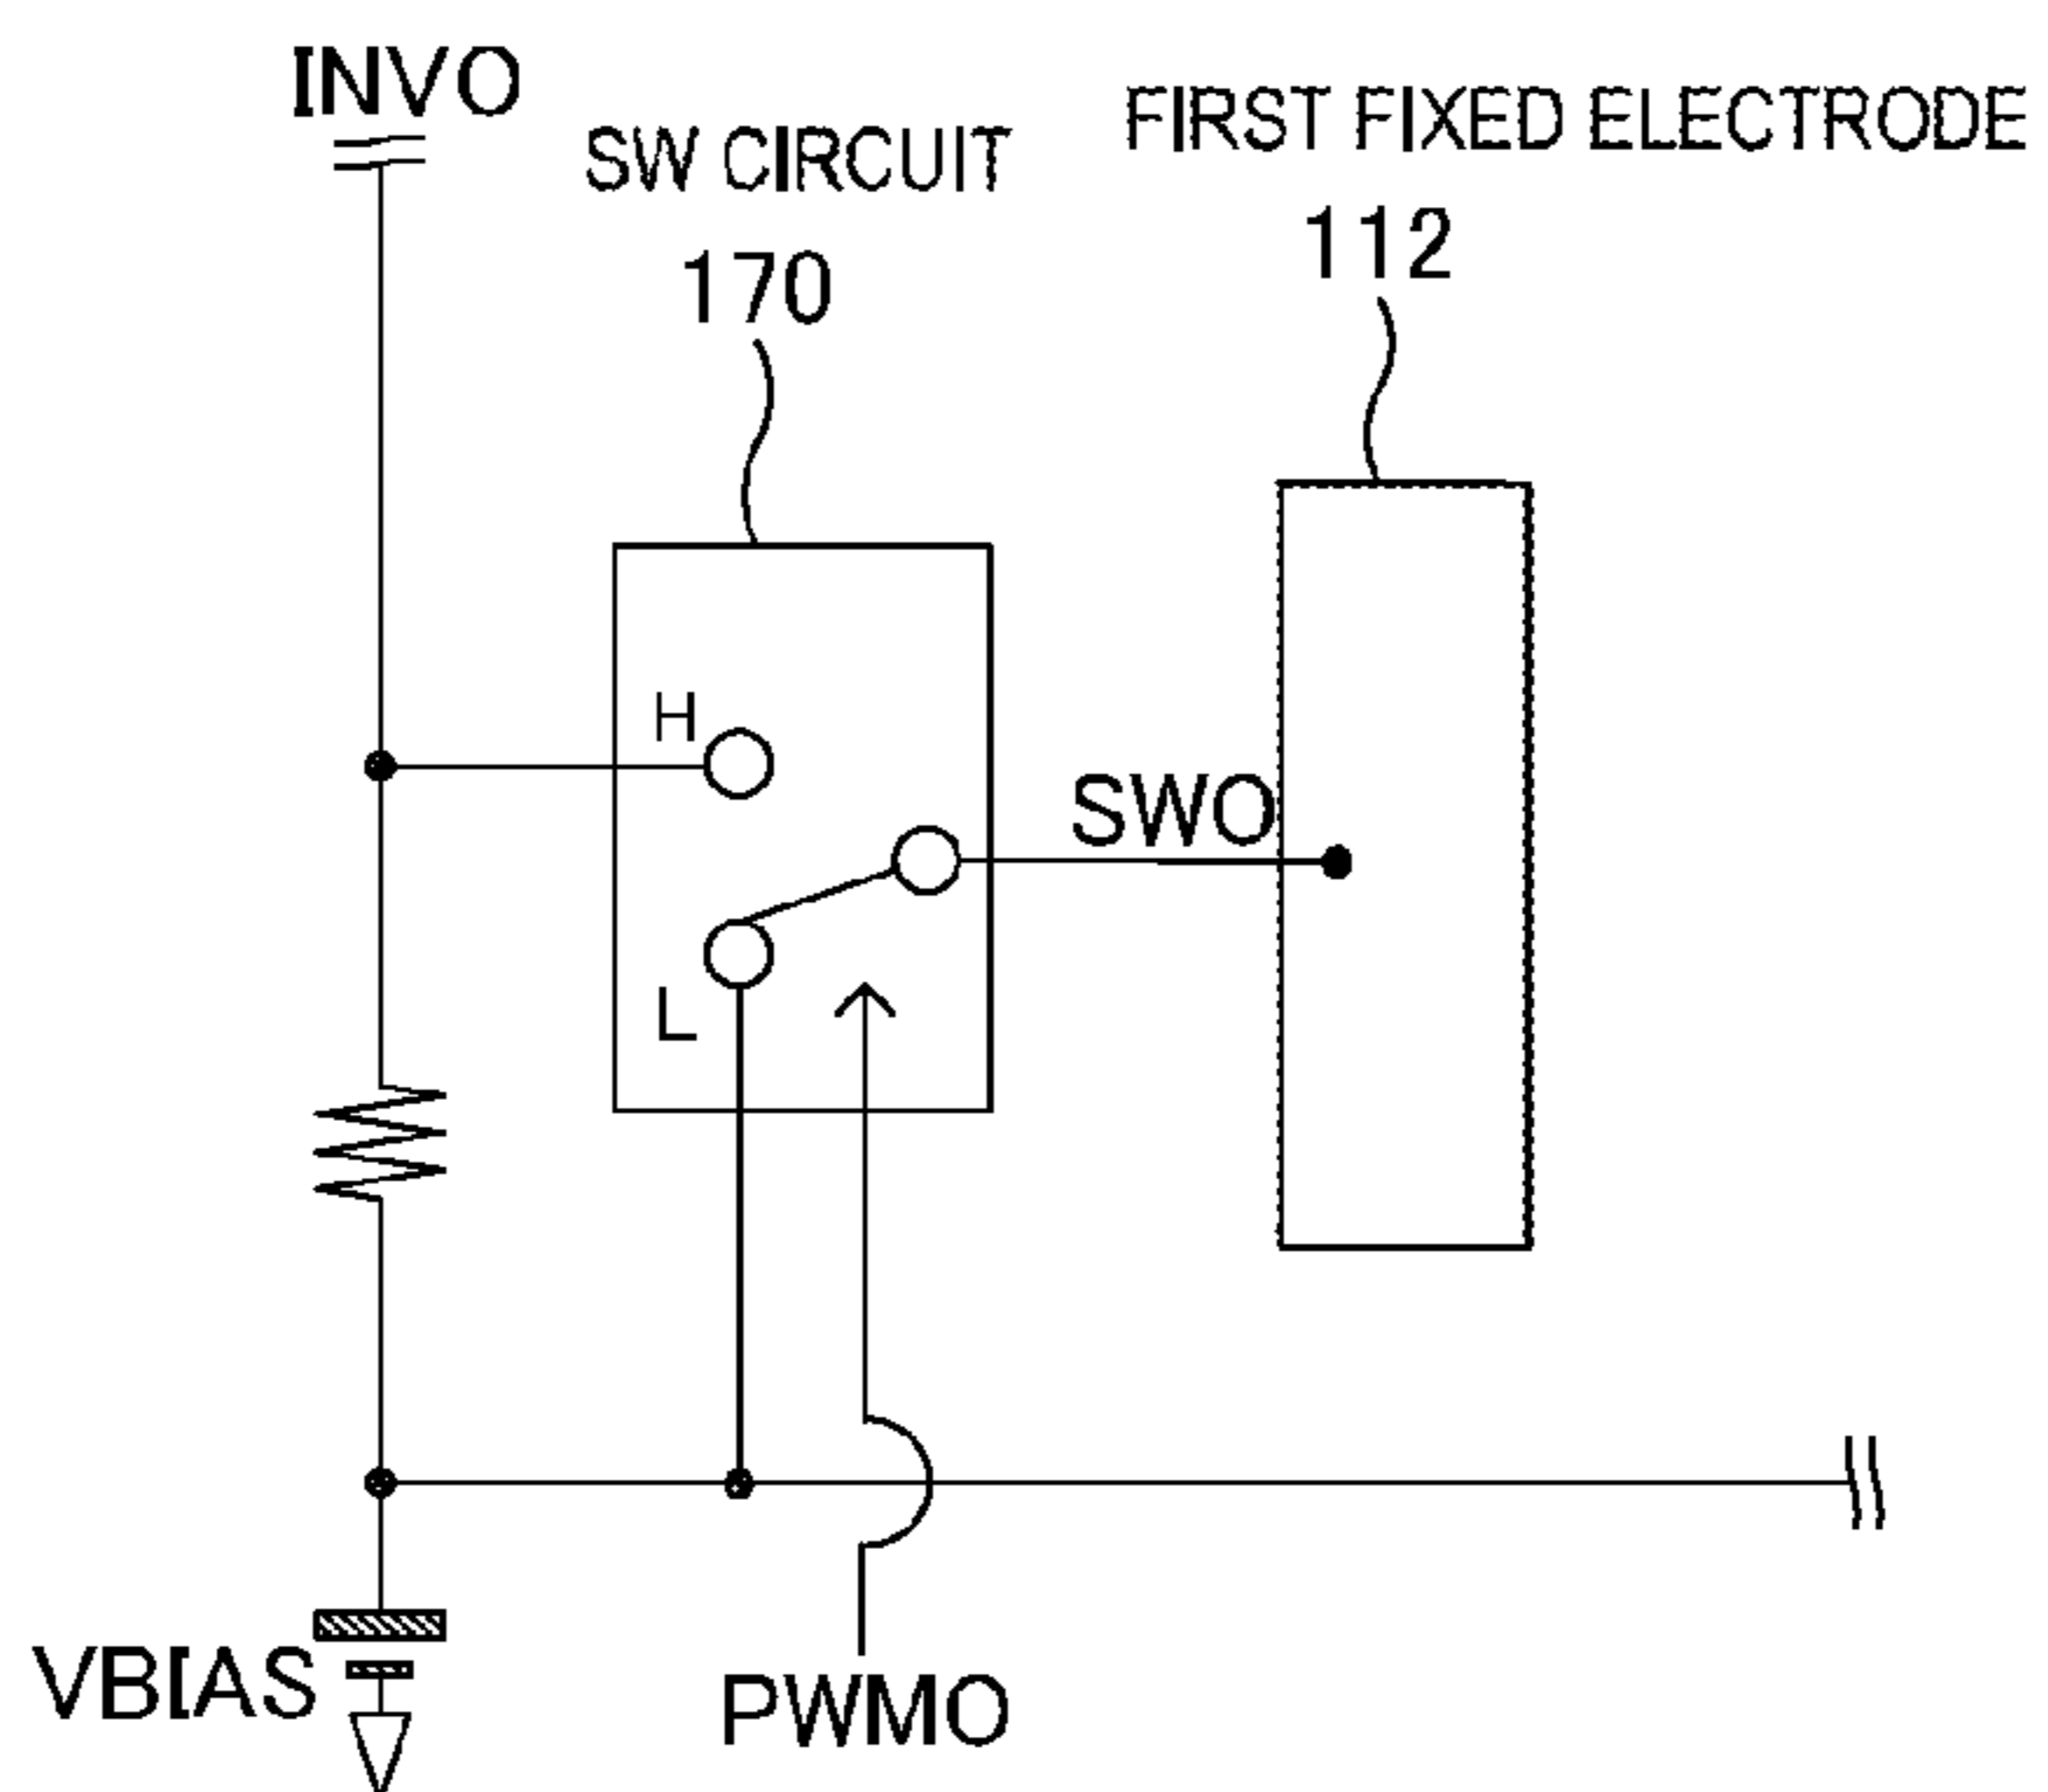 INVO
SW CIRCUIT
170
FIRST FIXED ELECTRODE
112
H
SWO
L
VBIAS
PWMO